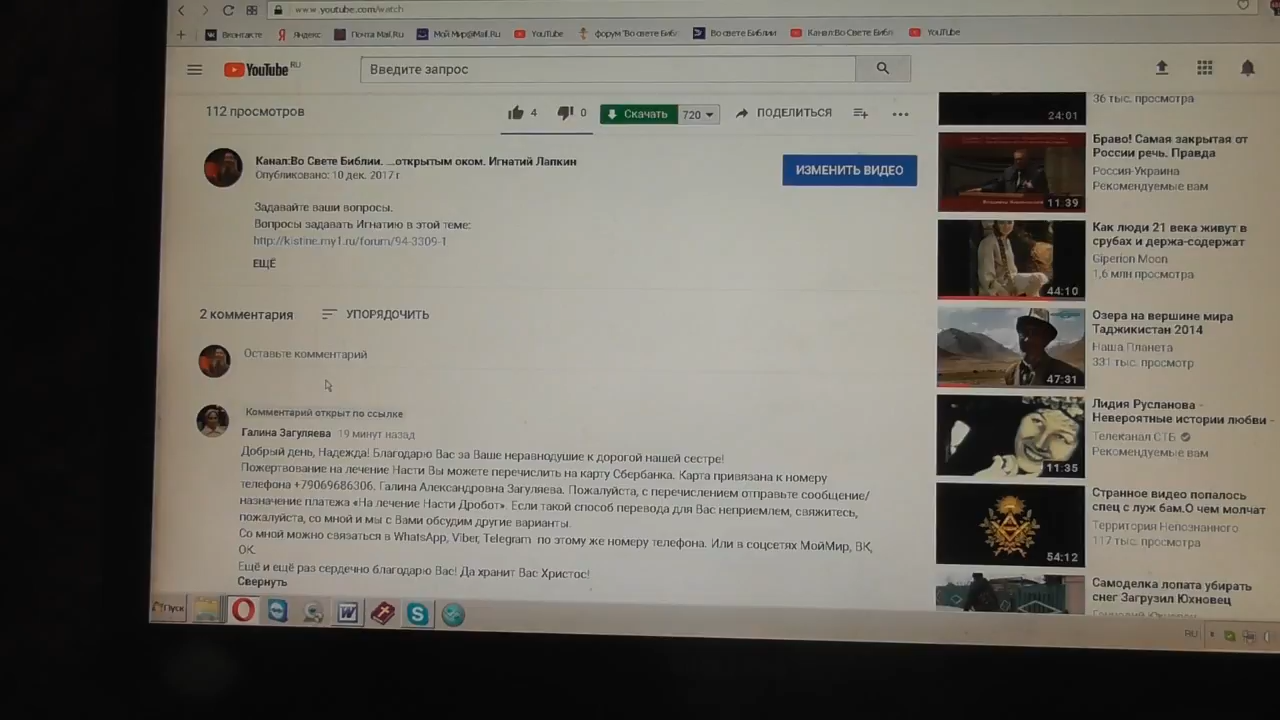 www.youtube.com/watch
Вконтакте
Яндекс
Почта Mail.Ru
Мой Мир@Mail.Ru
YouTube
форум "Во свете Библ
Во свете Библии
Канал:Во Свете Библи
YouTube
YouTube RU
Введите запрос
112 просмотров
4
0
Скачать
720
ПОДЕЛИТЬСЯ
Канал:Во Свете Библии. ...открытым оком. Игнатий Лапкин
Опубликовано: 10 дек. 2017 г.
ИЗМЕНИТЬ ВИДЕО
Задавайте ваши вопросы.
Вопросы задавать Игнатию в этой теме:
http://kistine.my1.ru/forum/94-3309-1
ЕЩЁ
2 комментария
УПОРЯДОЧИТЬ
Оставьте комментарий
Комментарий открыт по ссылке
Галина Загуляева 19 минут назад
Добрый день, Надежда! Благодарю Вас за Ваше неравнодушие к дорогой нашей сестре!
Пожертвование на лечение Насти Вы можете перечислить на карту Сбербанка. Карта привязана к номеру
телефона +79069686306. Галина Александровна Загуляева. Пожалуйста, с перечислением отправьте сообщение/
назначение платежа «На лечение Насти Дробот». Если такой способ перевода для Вас неприемлем, свяжитесь,
пожалуйста, со мной и мы с Вами обсудим другие варианты.
Со мной можно связаться в WhatsApp, Viber, Telegram по этому же номеру телефона. Или в соцсетях МойМир, ВК,
ОК.
Ещё и ещё раз сердечно благодарю Вас! Да хранит Вас Христос!
Свернуть
36 тыс. просмотра
24:01
Браво! Самая закрытая от
России речь. Правда
Россия-Украина
Рекомендуемые вам
11:39
Как люди 21 века живут в
срубах и держа-содержат
Giperion Moon
1,6 млн просмотра
44:10
Озера на вершине мира
Таджикистан 2014
Наша Планета
331 тыс. просмотр
47:31
Лидия Русланова -
Невероятные истории любви -
Телеканал СТБ
Рекомендуемые вам
11:35
Странное видео попалось
спец с луж бам.О чем молчат
Территория Непознанного
117 тыс. просмотра
54:12
Самоделка лопата убирать
снег Загрузил Юхновец
Пуск
RU